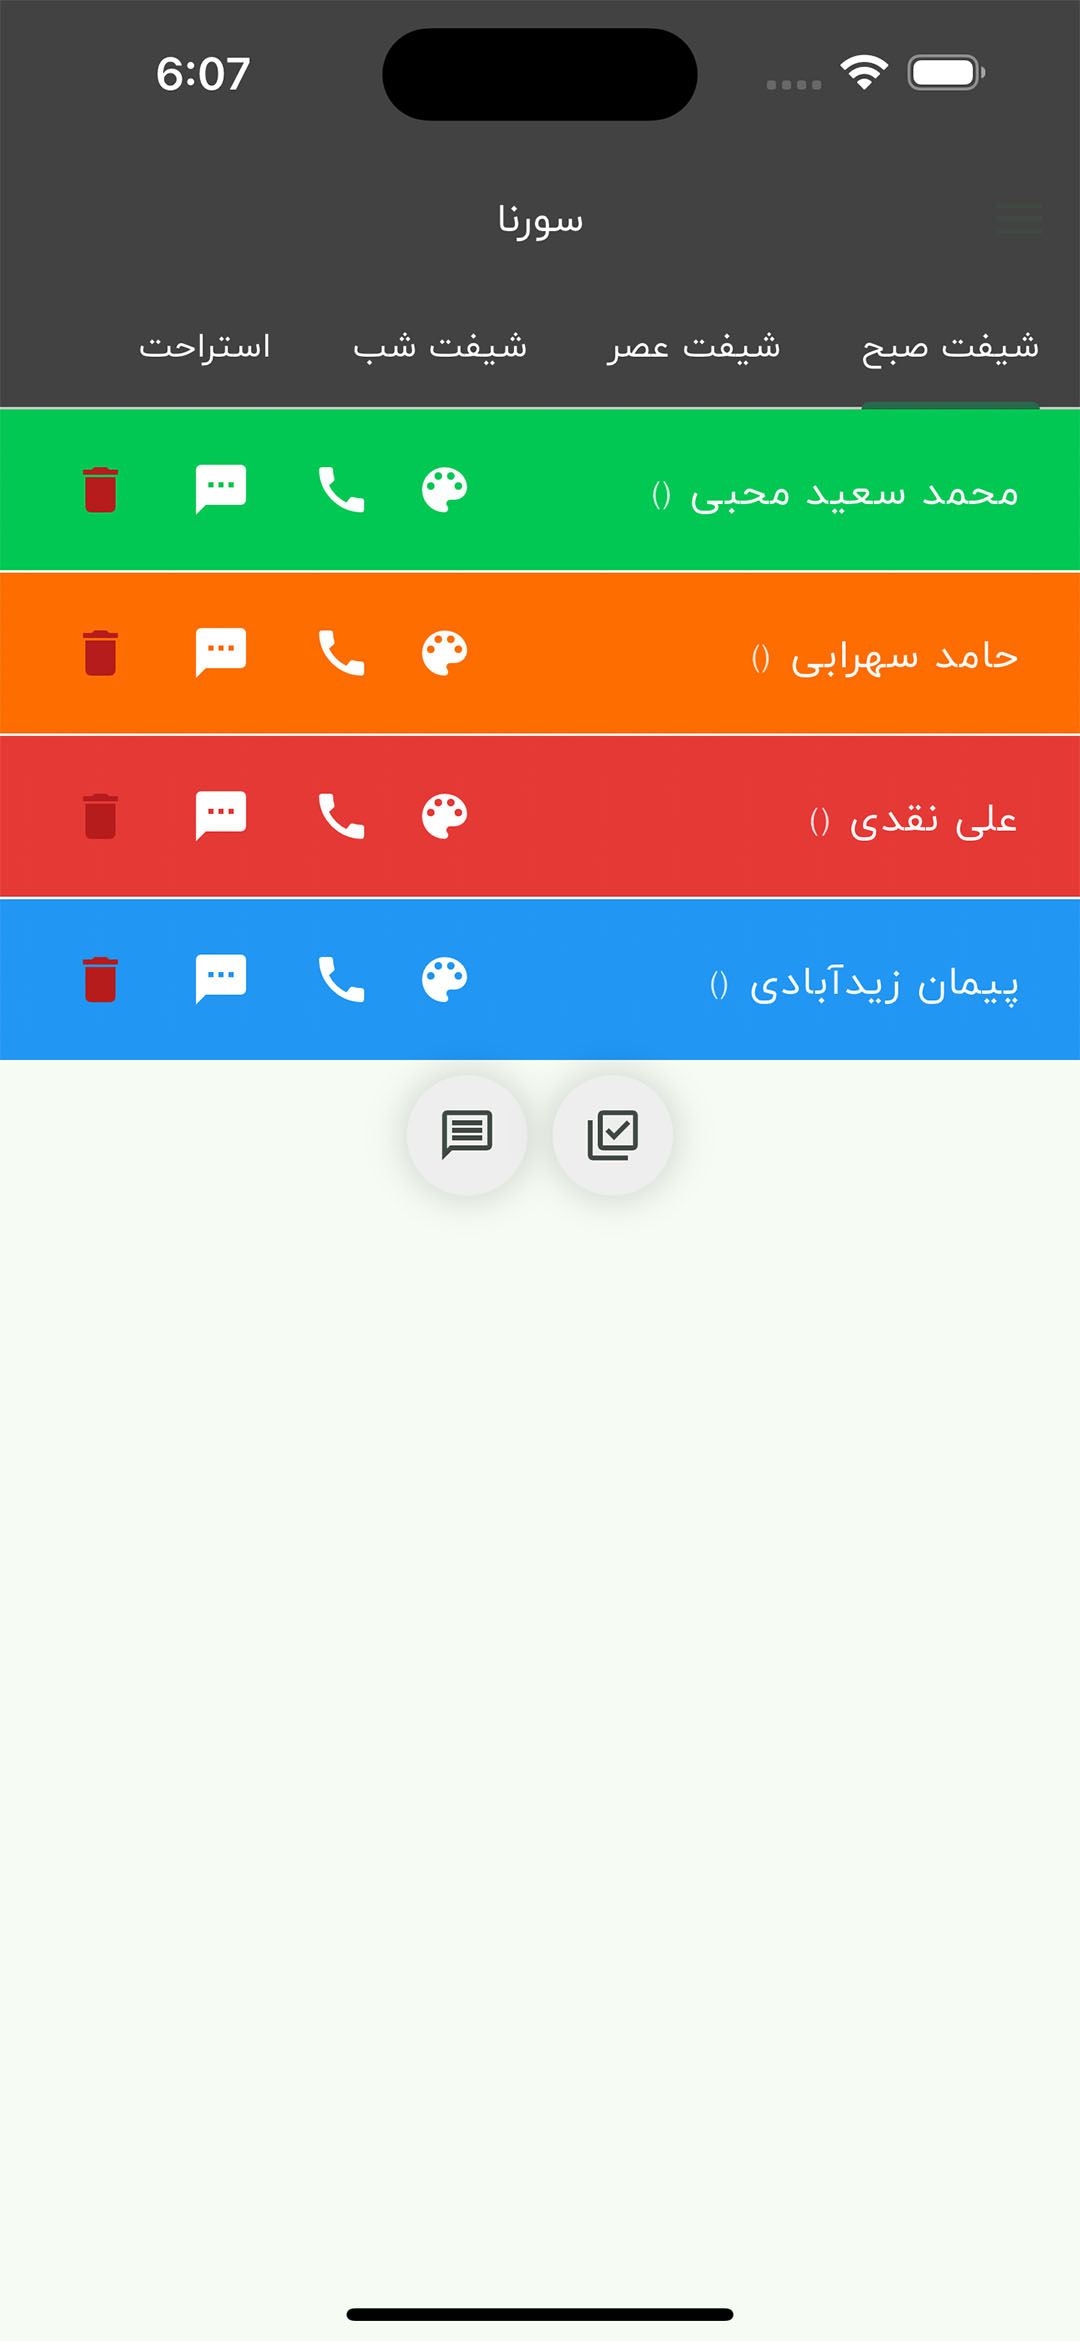 6:07
سورنا
شیفت صبح
شیفت عصر
شیفت شب
استراحت
محمد سعید محبی ()
حامد سهرابی ()
علی نقدی ()
پیمان زیدآبادی ()